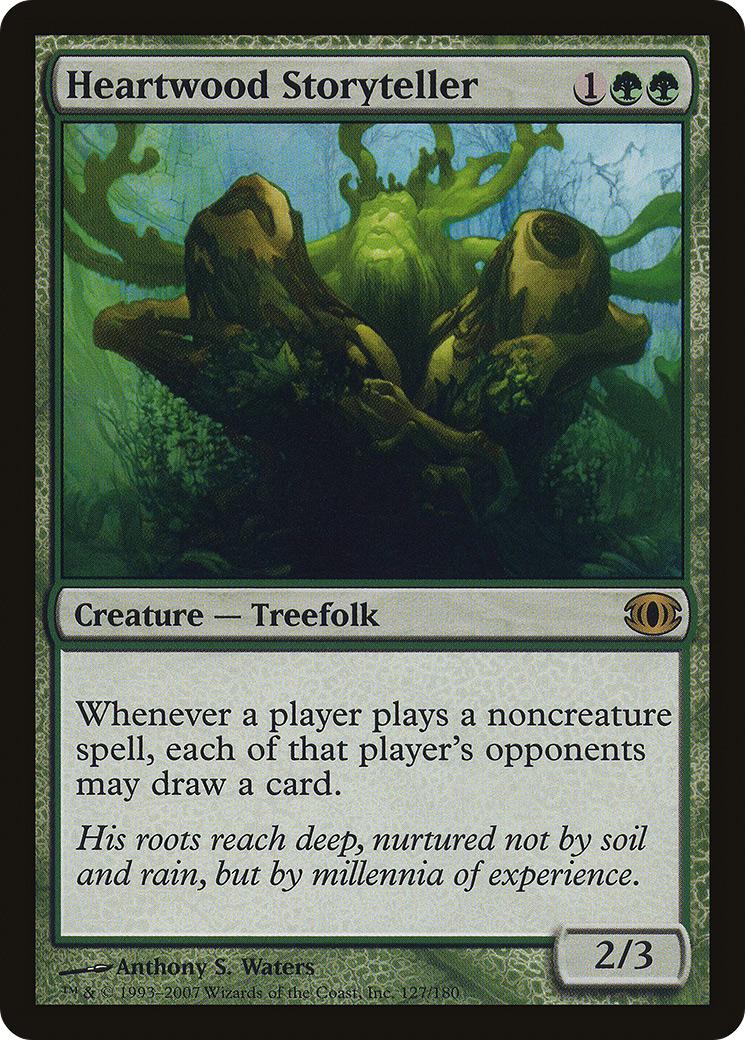 Heartwood Storyteller 1
Creature — Treefolk
Whenever a player plays a noncreature
spell, each of that player's opponents
may draw a card.
His roots reach deep, nurtured not by soil
and rain, but by millennia of experience.
2/3
Anthony S. Waters
™ & © 1993–2007 Wizards of the Coast, Inc. 127/180